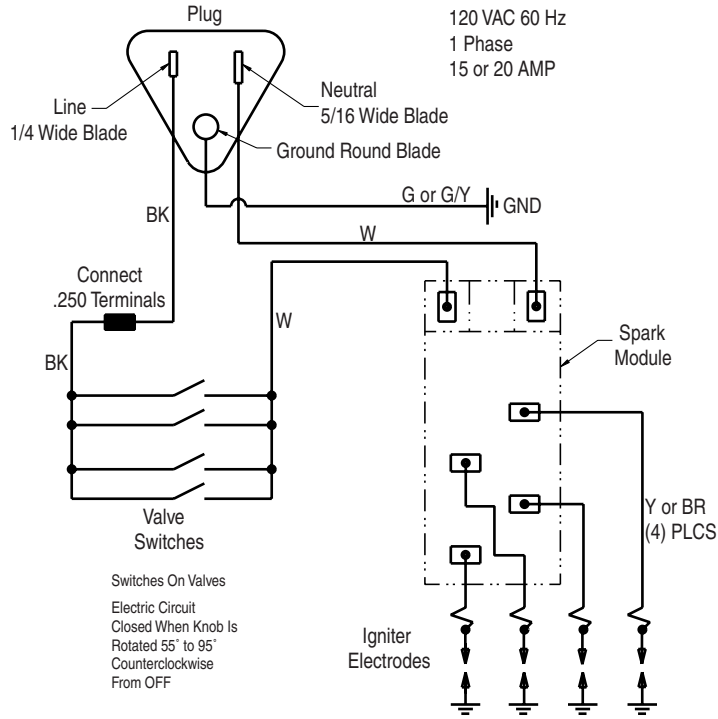 Plug
120 VAC 60 Hz
1 Phase
15 or 20 AMP
Line
1/4 Wide Blade
Neutral
5/16 Wide Blade
Ground Round Blade
G or G/Y
GND
BK
W
Connect
.250 Terminals
W
BK
Spark
Module
Valve
Switches
Y or BR
(4) PLCS
Switches On Valves
Electric Circuit
Closed When Knob Is
Rotated 55° to 95°
Counterclockwise
From OFF
Igniter
Electrodes